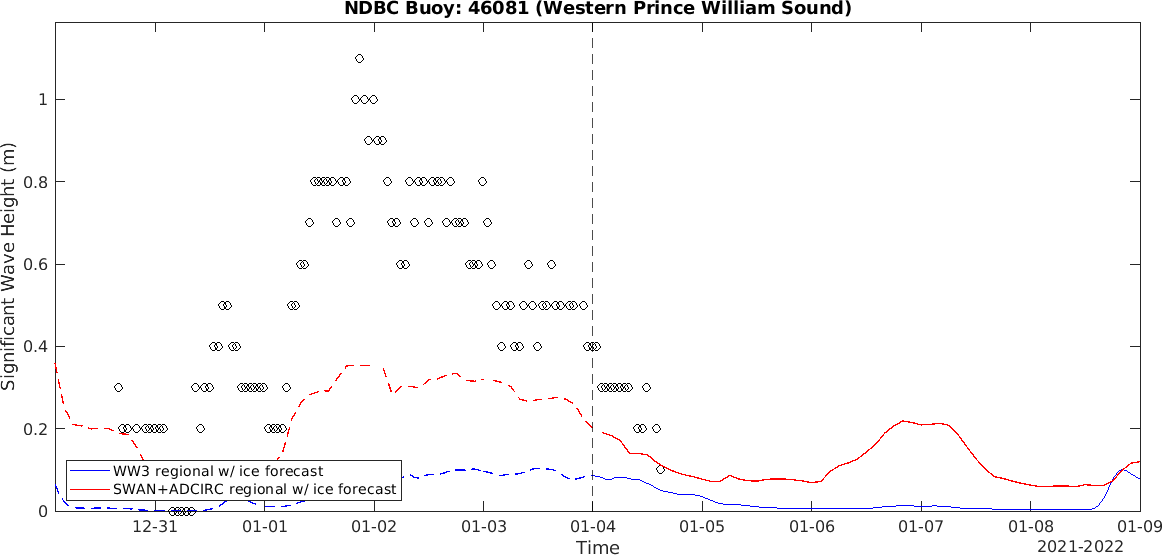 NDBC Buoy: 46081 (Western Prince William Sound)
Significant Wave Height (m)
1
0.8
0.6
0.4
0.2
0
WW3 regional w/ ice forecast
SWAN+ADCIRC regional w/ ice forecast
12-31 01-01 01-02 01-03 01-04 01-05 01-06 01-07 01-08 01-09
Time
2021-2022